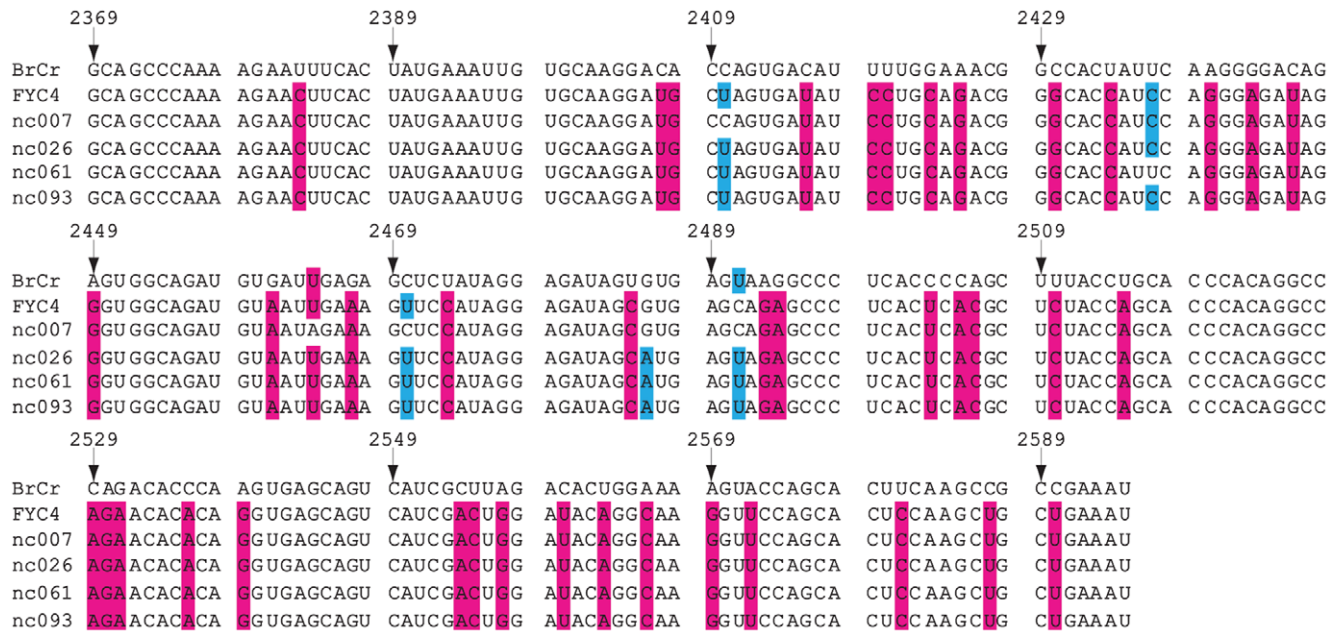 2369 2389 2409 2429
BrCr GCAGCCCAAA AGAAUUUCAC UAUGAAAUUG UGCAAGGACA CCAGUGACAU UUUGGAAACG GCCACUAUUC AAGGGGACAG
FYC4 GCAGCCCAAA AGAACUUCAC UAUGAAAUUG UGCAAGGAUG CUAGUGAUAU CCUGCAGACG GGCACCAUCC AGGGAGAUAG
nc007 GCAGCCCAAA AGAACUUCAC UAUGAAAUUG UGCAAGGAUG CCAGUGAUAU CCUGCAGACG GGCACCAUCC AGGGAGAUAG
nc026 GCAGCCCAAA AGAACUUCAC UAUGAAAUUG UGCAAGGAUG CUAGUGAUAU CCUGCAGACG GGCACCAUCC AGGGAGAUAG
nc061 GCAGCCCAAA AGAACUUCAC UAUGAAAUUG UGCAAGGAUG CUAGUGAUAU CCUGCAGACG GGCACCAUUC AGGGAGAUAG
nc093 GCAGCCCAAA AGAACUUCAC UAUGAAAUUG UGCAAGGAUG CUAGUGAUAU CCUGCAGACG GGCACCAUCC AGGGAGAUAG
2449 2469 2489 2509
BrCr AGUGGCAGAU GUGAUUGAGA GCUCUAUAGG AGAUAGUGUG AGUAAGGCCC UCACCCCAGC UUUACCUGCA CCCACAGGCC
FYC4 GGUGGCAGAU GUAAUUGAAA GUUCCAUAGG AGAUAGCGUG AGCAGAGCCC UCACUCACGC UCUACCAGCA CCCACAGGCC
nc007 GGUGGCAGAU GUAAUAGAAA GCUCCAUAGG AGAUAGCGUG AGCAGAGCCC UCACUCACGC UCUACCAGCA CCCACAGGCC
nc026 GGUGGCAGAU GUAAUUGAAA GUUCCAUAGG AGAUAGCAUG AGUAGAGCCC UCACUCACGC UCUACCAGCA CCCACAGGCC
nc061 GGUGGCAGAU GUAAUUGAAA GUUCCAUAGG AGAUAGCAUG AGUAGAGCCC UCACUCACGC UCUACCAGCA CCCACAGGCC
nc093 GGUGGCAGAU GUAAUUGAAA GUUCCAUAGG AGAUAGCAUG AGUAGAGCCC UCACUCACGC UCUACCAGCA CCCACAGGCC
2529 2549 2569 2589
BrCr CAGACACCCA AGUGAGCAGU CAUCGCUUAG ACACUGGAAA AGUACCAGCA CUUCAAGCCG CCGAAAU
FYC4 AGAACACACA GGUGAGCAGU CAUCGACUGG AUACAGGCAA GGUUCCAGCA CUCCAAGCUG CUGAAAU
nc007 AGAACACACA GGUGAGCAGU CAUCGACUGG AUACAGGCAA GGUUCCAGCA CUCCAAGCUG CUGAAAU
nc026 AGAACACACA GGUGAGCAGU CAUCGACUGG AUACAGGCAA GGUUCCAGCA CUCCAAGCUG CUGAAAU
nc061 AGAACACACA GGUGAGCAGU CAUCGACUGG AUACAGGCAA GGUUCCAGCA CUCCAAGCUG CUGAAAU
nc093 AGAACACACA GGUGAGCAGU CAUCGACUGG AUACAGGCAA GGUUCCAGCA CUCCAAGCUG CUGAAAU